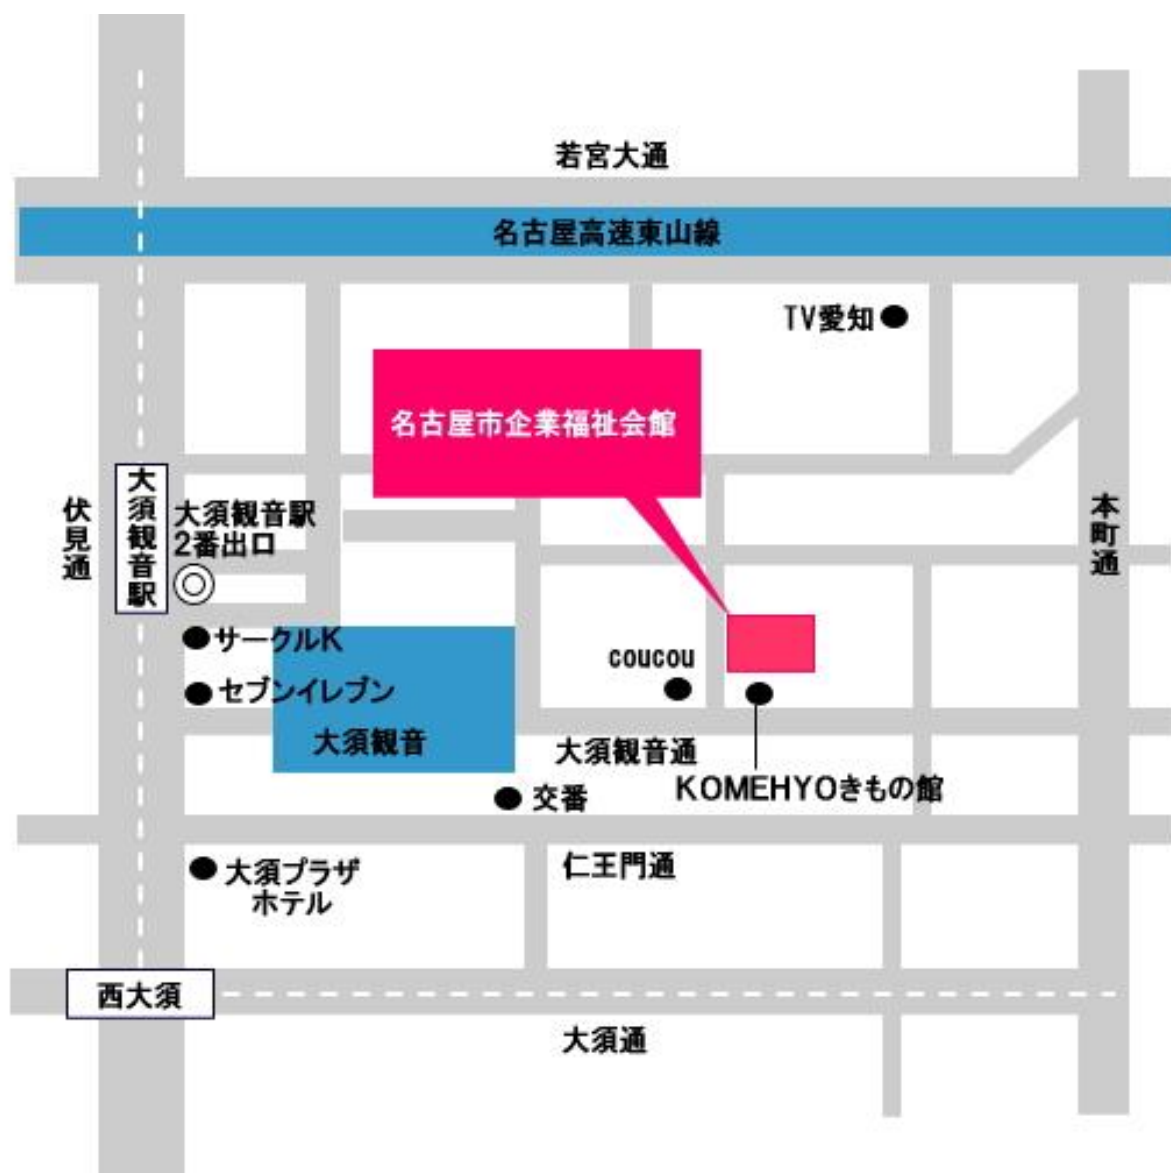 若宮大通
名古屋高速東山線
TV愛知
名古屋市企業福祉会館
伏見通
大須観音駅
大須観音駅
2番出口
本町通
サークルK
coucou
セブンイレブン
大須観音
大須観音通
KOMEHYOきもの館
交番
大須プラザ
ホテル
仁王門通
西大須
大須通